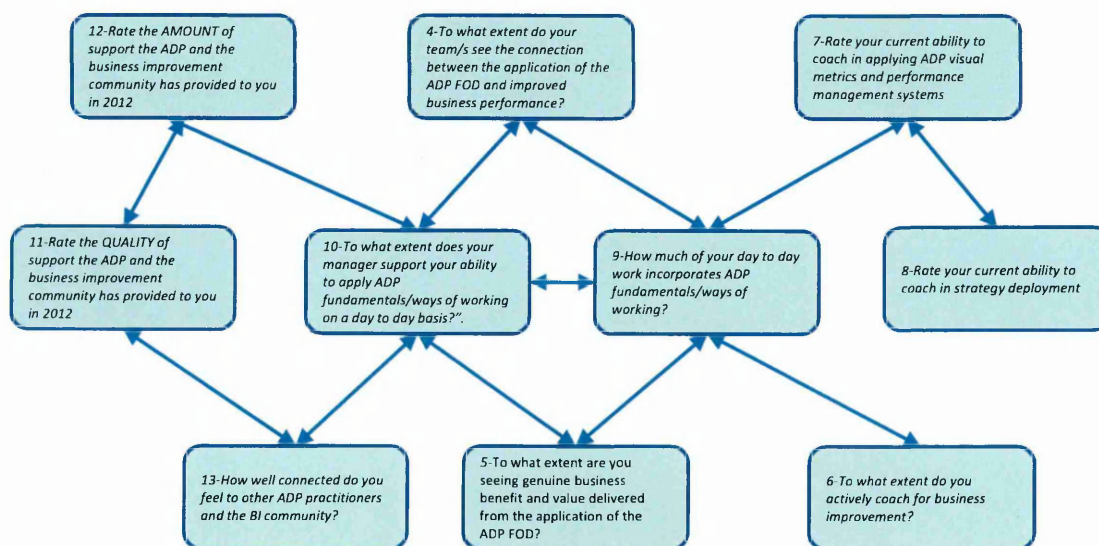 12-Rate the AMOUNT of
support the ADP and the
business improvement
community has provided to you
in 2012
4-To what extent do your
team/s see the connection
between the application of the
ADP FOD and improved
business performance?
7-Rate your current ability to
coach in applying ADP visual
metrics and performance
management systems
11-Rate the QUALITY of
support the ADP and the
business improvement
community has provided to you
in 2012
10-To what extent does your
manager support your ability
to apply ADP
fundamentals/ways of working
on a day to day basis?".
9-How much of your day to day
work incorporates ADP
fundamentals/ways of
working?
8-Rate your current ability to
coach in strategy deployment
13-How well connected do you
feel to other ADP practitioners
and the BI community?
5-To what extent are you
seeing genuine business
benefit and value delivered
from the application of the
ADP FOD?
6-To what extent do you
actively coach for business
improvement?